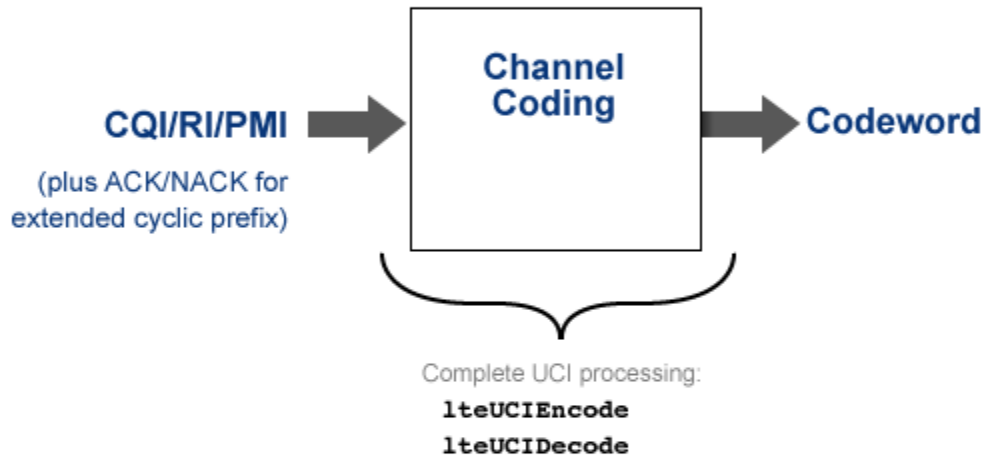 Channel
Coding
CQI/RI/PMI
Codeword
(plus ACK/NACK for
extended cyclic prefix)
Complete UCI processing:
lteUCIEncode
lteUCIDecode